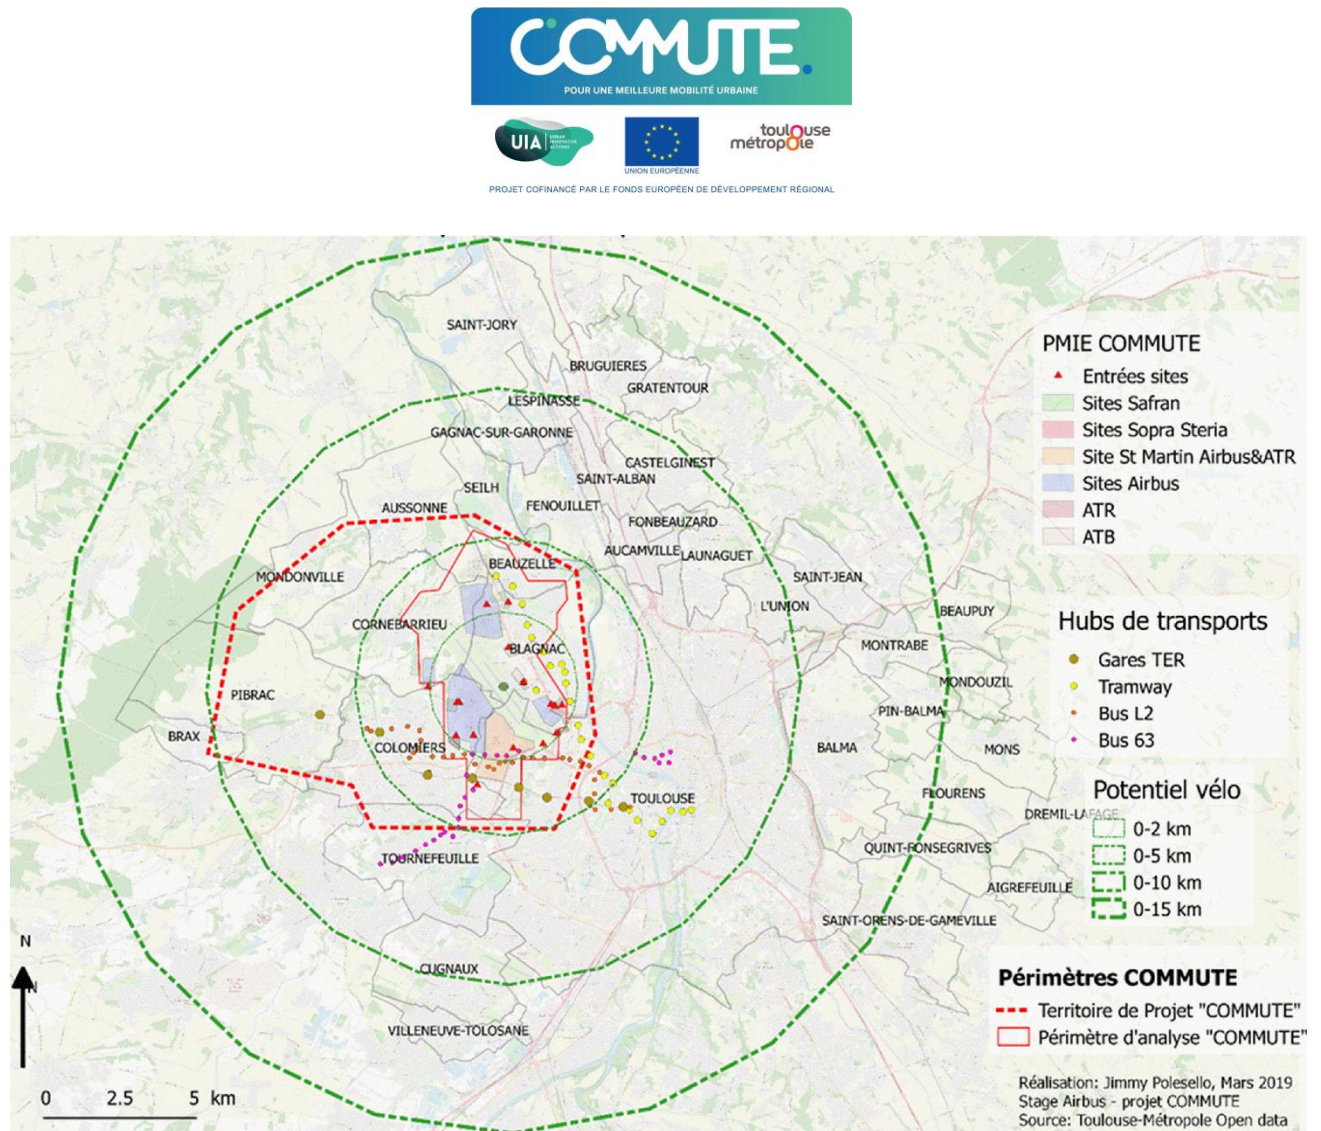 COMMUTE.
POUR UNE MEILLEURE MOBILITÉ URBAINE
UIA URBAN INNOVATIVE ACTIONS
UNION EUROPÉENNE
toulouse
métropole
PROJET COFINANCÉ PAR LE FONDS EUROPÉEN DE DÉVELOPPEMENT RÉGIONAL
SAINT-JORY
BRUGUIERES
GRATENTOUR
LESPINASSE
GAGNAC-SUR-GARONNE
CASTELGINEST
SAINT-ALBAN
SEILH
AUSSONNE
FENOUILLET
FONBEAUZARD
AUCAMVILLE
LAUNAGUET
BEAUZELLE
MONDONVILLE
SAINT-JEAN
L'UNION
BEAUPUY
CORNEBARRIEU
BLAGNAC
MONTRABE
MONDOUZIL
PIBRAC
PIN-BALMA
BRAX
COLOMIERS
BALMA
MONS
FLOURENS
TOULOUSE
DREMIL-LAFAGE
QUINT-FONSEGRIVES
TOURNEFEUILLE
AIGREFEUILLE
SAINT-ORENS-DE-GAMEVILLE
CUGNAUX
VILLENEUVE-TOLOSANE
PMIE COMMUTE
Entrées sites
Sites Safran
Sites Sopra Steria
Site St Martin Airbus&ATR
Sites Airbus
ATR
ATB
Hubs de transports
Gares TER
Tramway
Bus L2
Bus 63
Potentiel vélo
0-2 km
0-5 km
0-10 km
0-15 km
Périmètres COMMUTE
Territoire de Projet "COMMUTE"
Périmètre d'analyse "COMMUTE"
Réalisation: Jimmy Polesello, Mars 2019
Stage Airbus - projet COMMUTE
Source: Toulouse-Métropole Open data
N
N
0 2.5 5 km